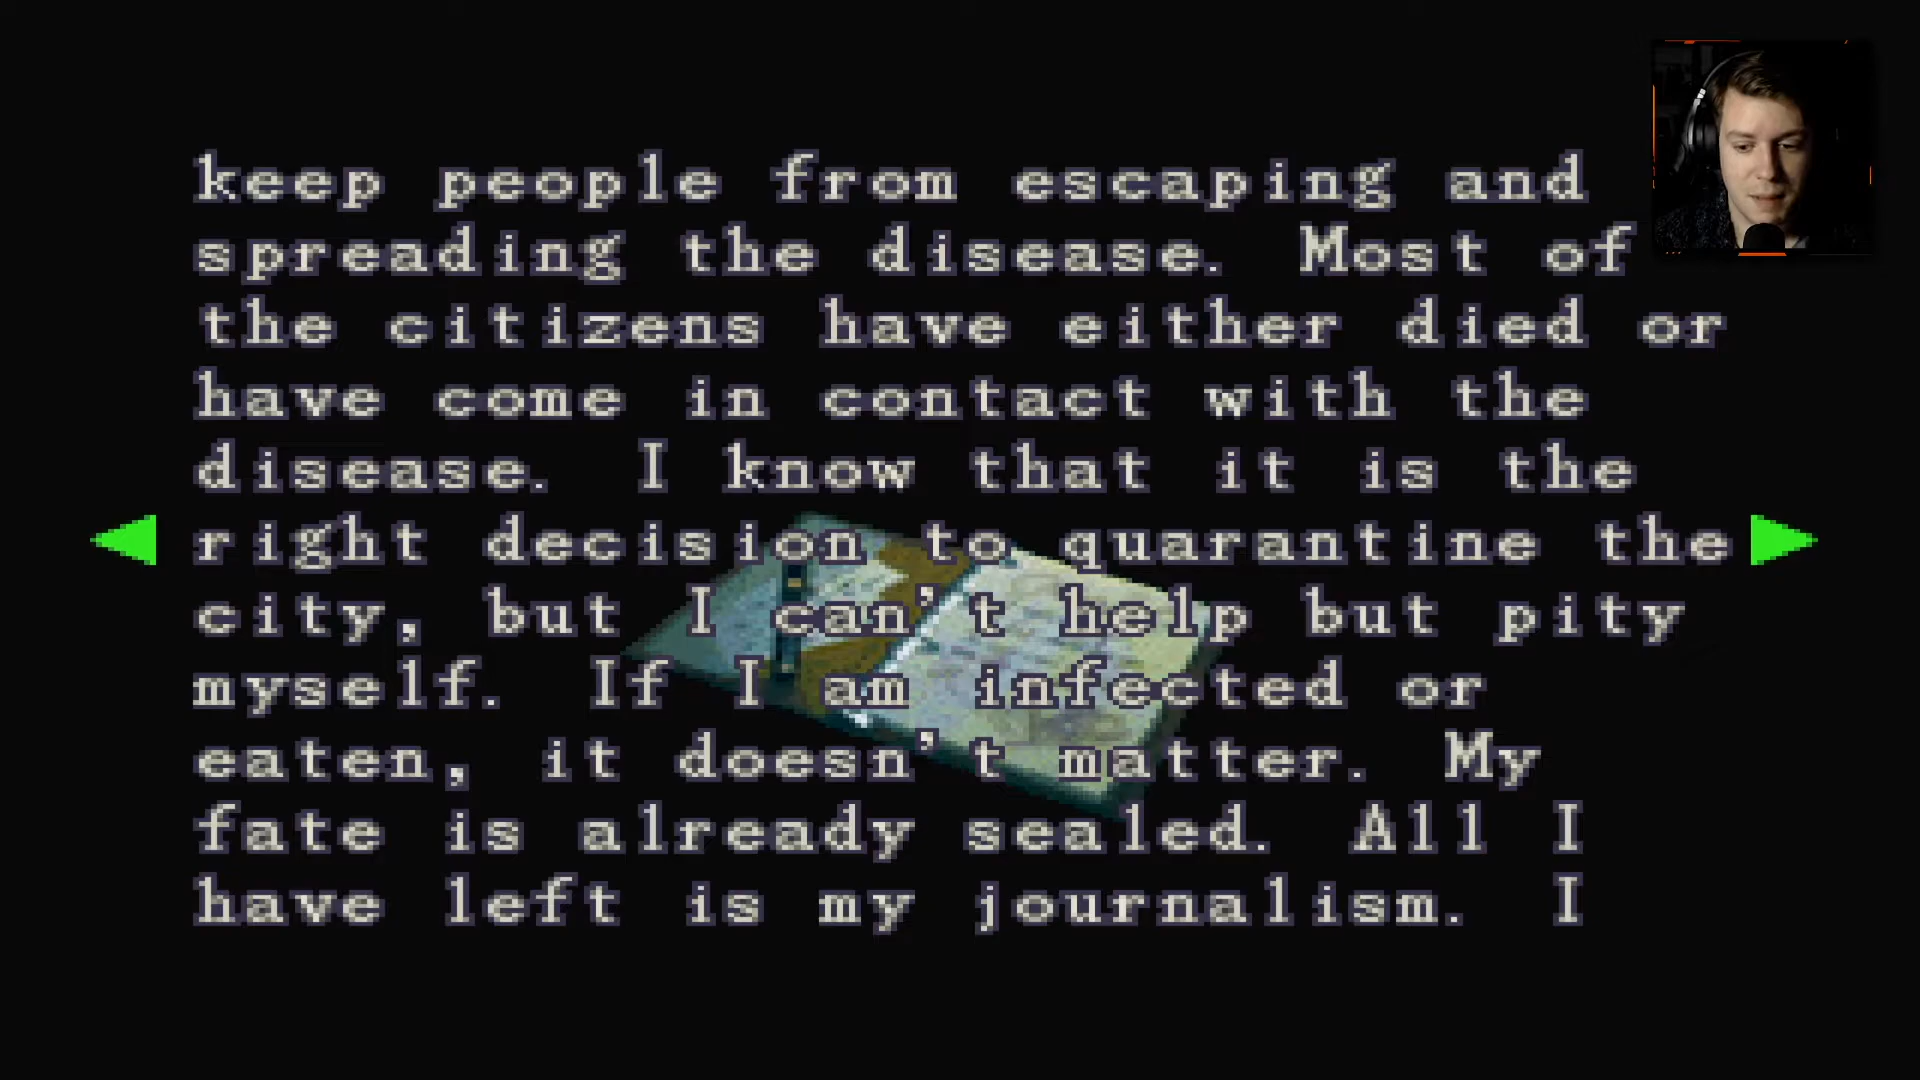 keep people from escaping and
spreading the disease. Most of
the citizens have either died or
have come in contact with the
disease. I know that it is the
right decision to quarantine the
city, but I can't help but pity
myself. If I am infected or
eaten, it doesn't matter. My
fate is already sealed. All I
have left is my journalism. I